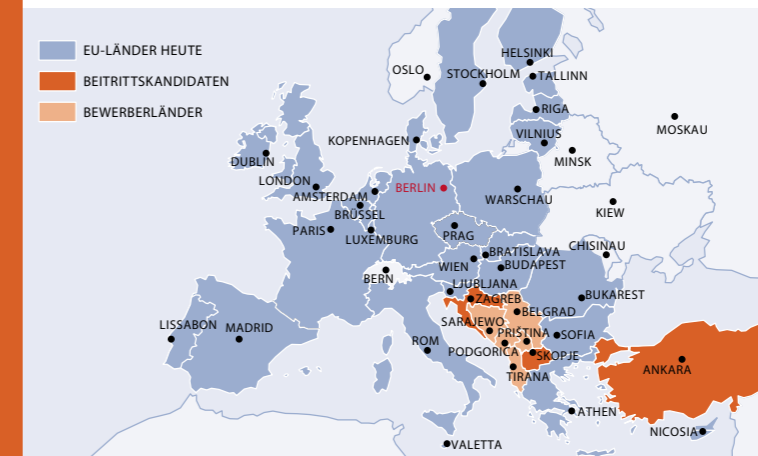 EU-LÄNDER HEUTE
BEITRITTSKANDIDATEN
BEWERBERLÄNDER
HELSINKI
OSLO
STOCKHOLM
TALLINN
RIGA
MOSKAU
VILNIUS
KOPENHAGEN
MINSK
DUBLIN
LONDON
BERLIN
AMSTERDAM
WARSCHAU
BRÜSSEL
KIEW
PARIS
LUXEMBURG
PRAG
CHISINAU
BRATISLAVA
WIEN
BUDAPEST
BERN
LJUBLJANA
ZAGREB
BUKAREST
BELGRAD
SARAJEWO
LISSABON
MADRID
PRIŠTINA
SOFIA
ROM
PODGORICA
SKOPJE
TIRANA
ANKARA
ATHEN
NICOSIA
VALETTA